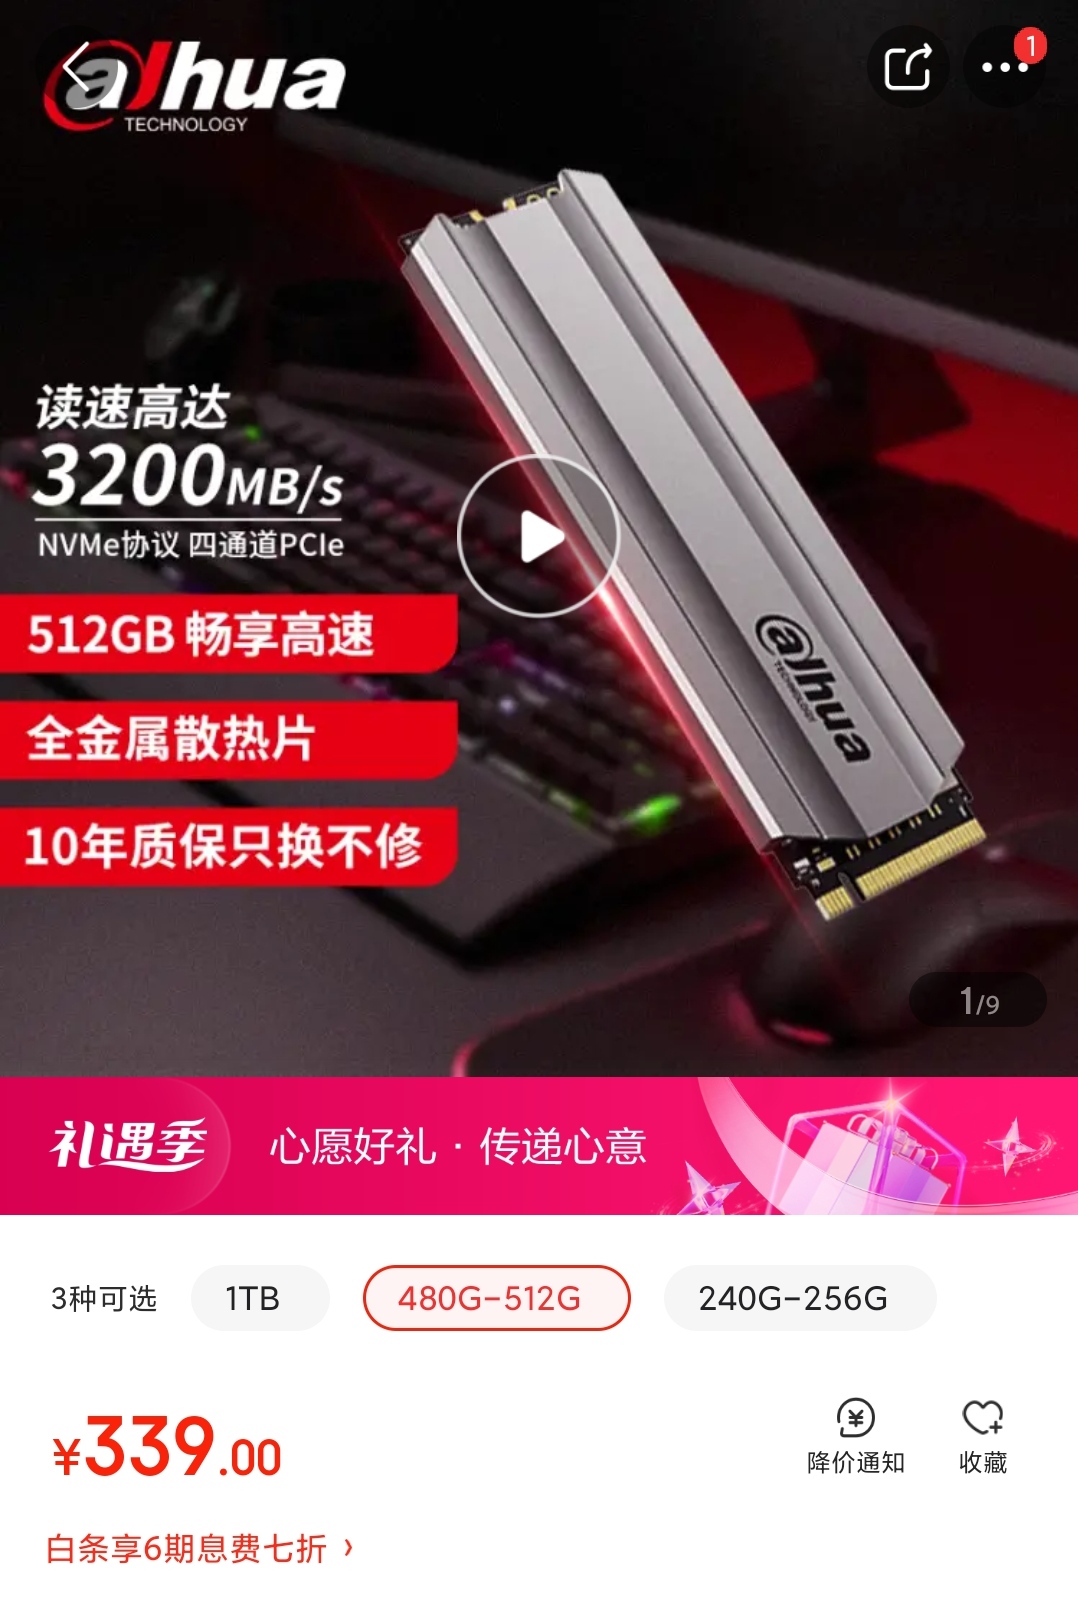 alhua
TECHNOLOGY
1
读速高达
3200MB/s
NVMe协议 四通道PCIe
512GB 畅享高速
全金属散热片
10年质保只换不修
alhua
TECHNOLOGY
1/9
礼遇季
心愿好礼 · 传递心意
3种可选
1TB
480G-512G
240G-256G
¥339.00
降价通知
收藏
白条享6期息费七折 ›